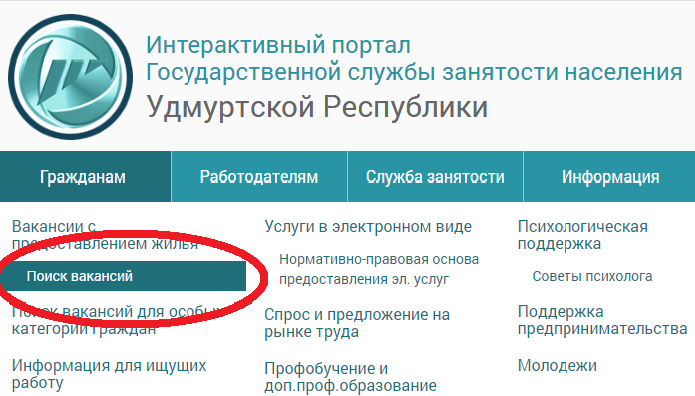 Интерактивный портал
Государственной службы занятости населения
Удмуртской Республики
Гражданам
Работодателям
Служба занятости
Информация
Вакансии с
предоставлением жилья
Поиск вакансий
Поиск вакансий для особых
категорий граждан
Информация для ищущих
работу
Услуги в электронном виде
Нормативно-правовая основа
предоставления эл. услуг
Спрос и предложение на
рынке труда
Профобучение и
доп.проф.образование
Психологическая
поддержка
Советы психолога
Поддержка
предпринимательства
Молодежи